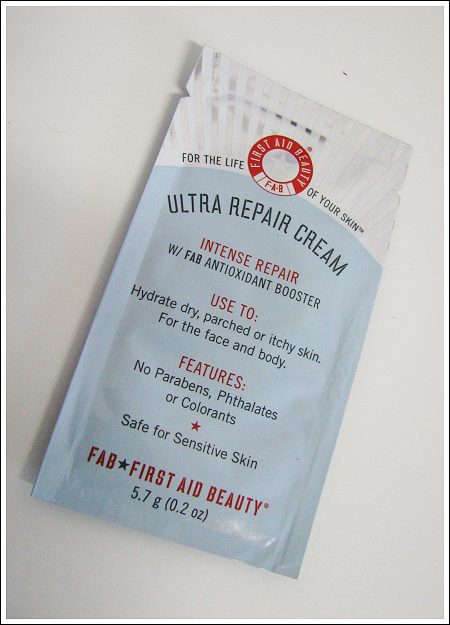 FIRST AID BEAUTY®
F·A·B
FOR THE LIFE OF YOUR SKIN™
ULTRA REPAIR CREAM
INTENSE REPAIR
W/ FAB ANTIOXIDANT BOOSTER
USE TO:
Hydrate dry, parched or itchy skin.
For the face and body.
FEATURES:
No Parabens, Phthalates
or Colorants
★
Safe for Sensitive Skin
FAB★FIRST AID BEAUTY®
5.7 g (0.2 oz)